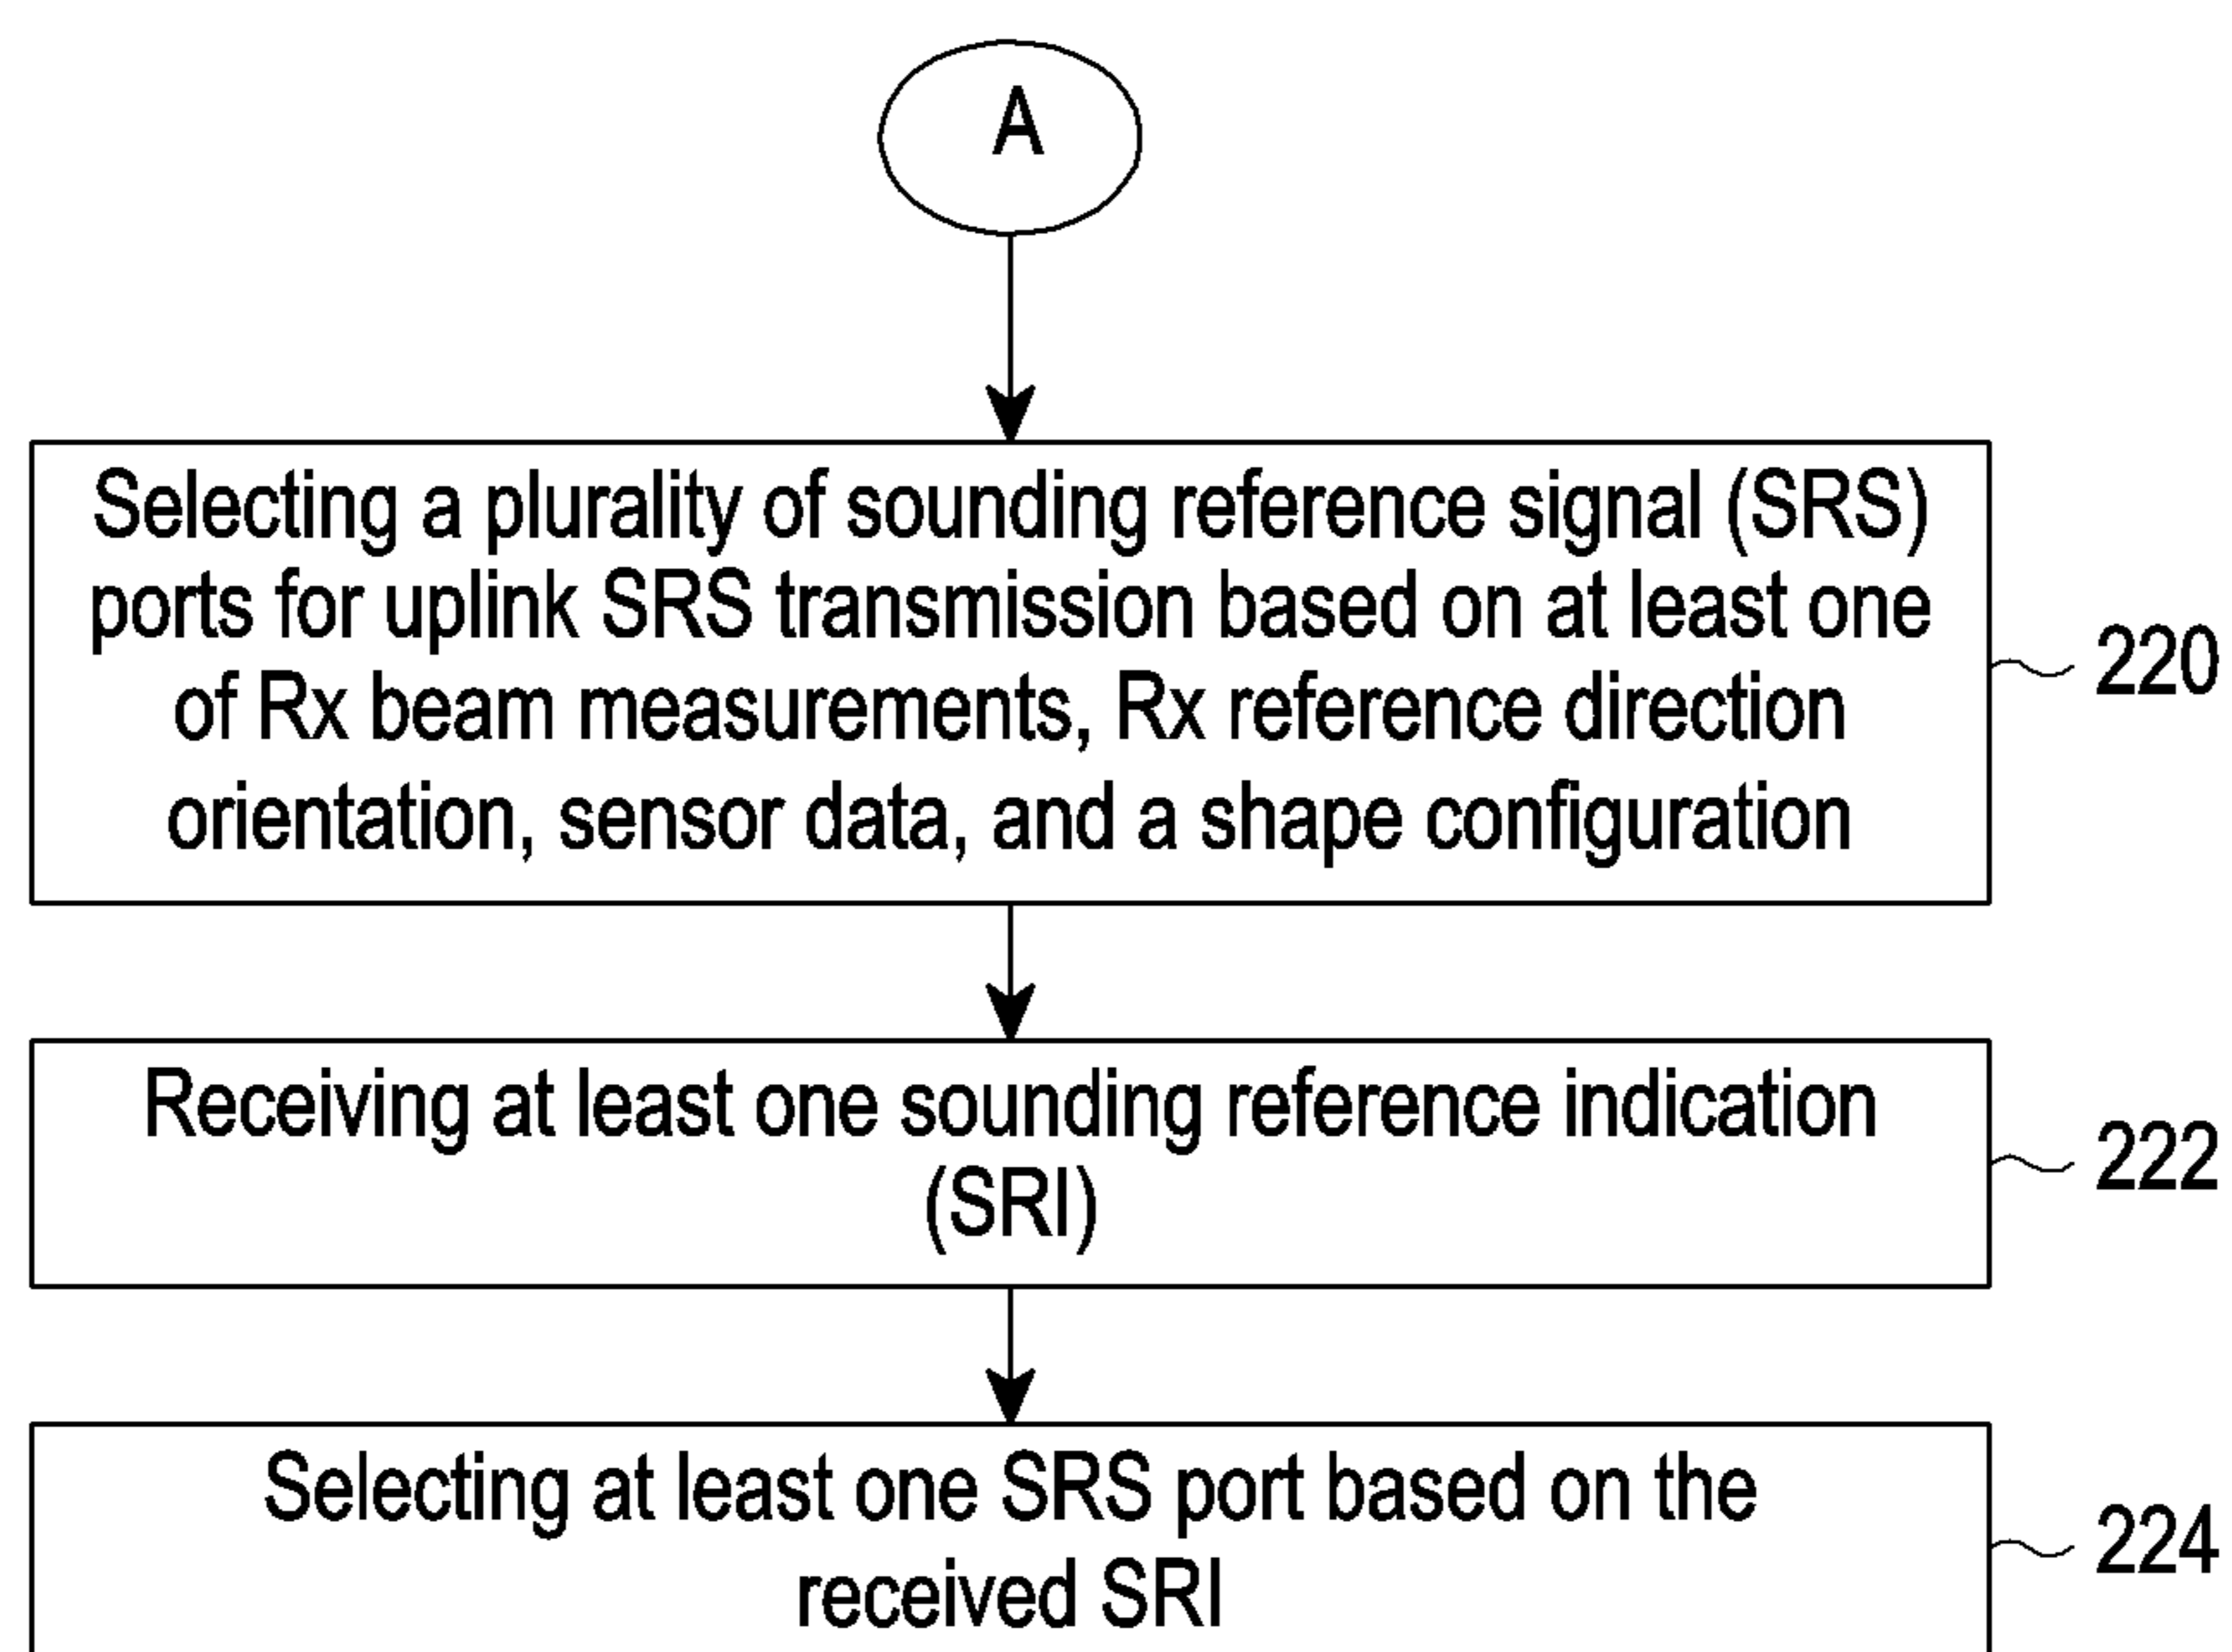 A
Selecting a plurality of sounding reference signal (SRS)
ports for uplink SRS transmission based on at least one
of Rx beam measurements, Rx reference direction
orientation, sensor data, and a shape configuration
220
Receiving at least one sounding reference indication
(SRI)
222
Selecting at least one SRS port based on the
received SRI
224